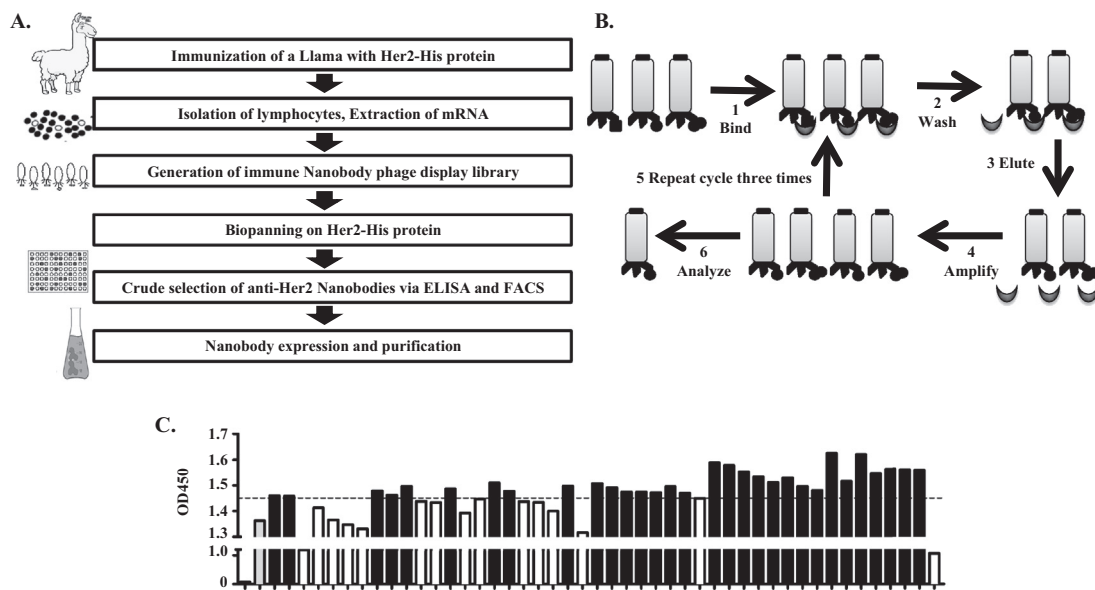 A.
Immunization of a Llama with Her2-His protein
Isolation of lymphocytes, Extraction of mRNA
Generation of immune Nanobody phage display library
Biopanning on Her2-His protein
Crude selection of anti-Her2 Nanobodies via ELISA and FACS
Nanobody expression and purification
B.
1
Bind
2
Wash
3 Elute
4
Amplify
5 Repeat cycle three times
6
Analyze
C.
OD450
1.7
1.6
1.5
1.4
1.3
1.0
0